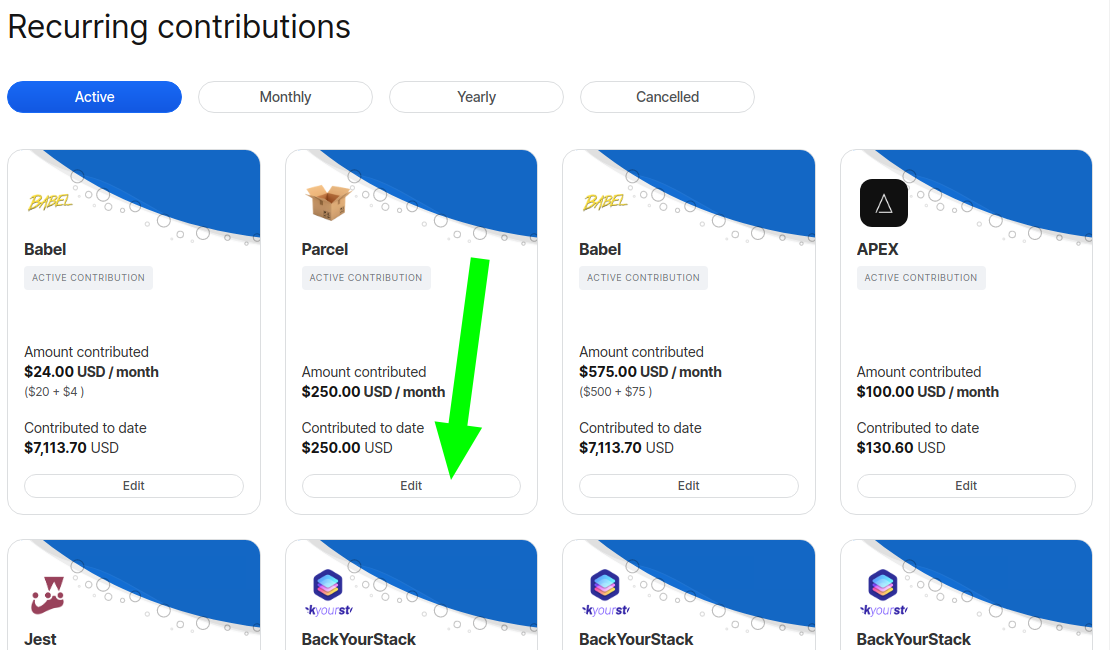 Recurring contributions
Active
Monthly
Yearly
Cancelled
BABEL
Babel
ACTIVE CONTRIBUTION
Amount contributed
$24.00 USD / month
($20 + $4 )
Contributed to date
$7,113.70 USD
Edit
Parcel
ACTIVE CONTRIBUTION
Amount contributed
$250.00 USD / month
Contributed to date
$250.00 USD
Edit
BABEL
Babel
ACTIVE CONTRIBUTION
Amount contributed
$575.00 USD / month
($500 + $75 )
Contributed to date
$7,113.70 USD
Edit
APEX
ACTIVE CONTRIBUTION
Amount contributed
$100.00 USD / month
Contributed to date
$130.60 USD
Edit
Jest
kyourst
BackYourStack
kyourst
BackYourStack
kyourst
BackYourStack